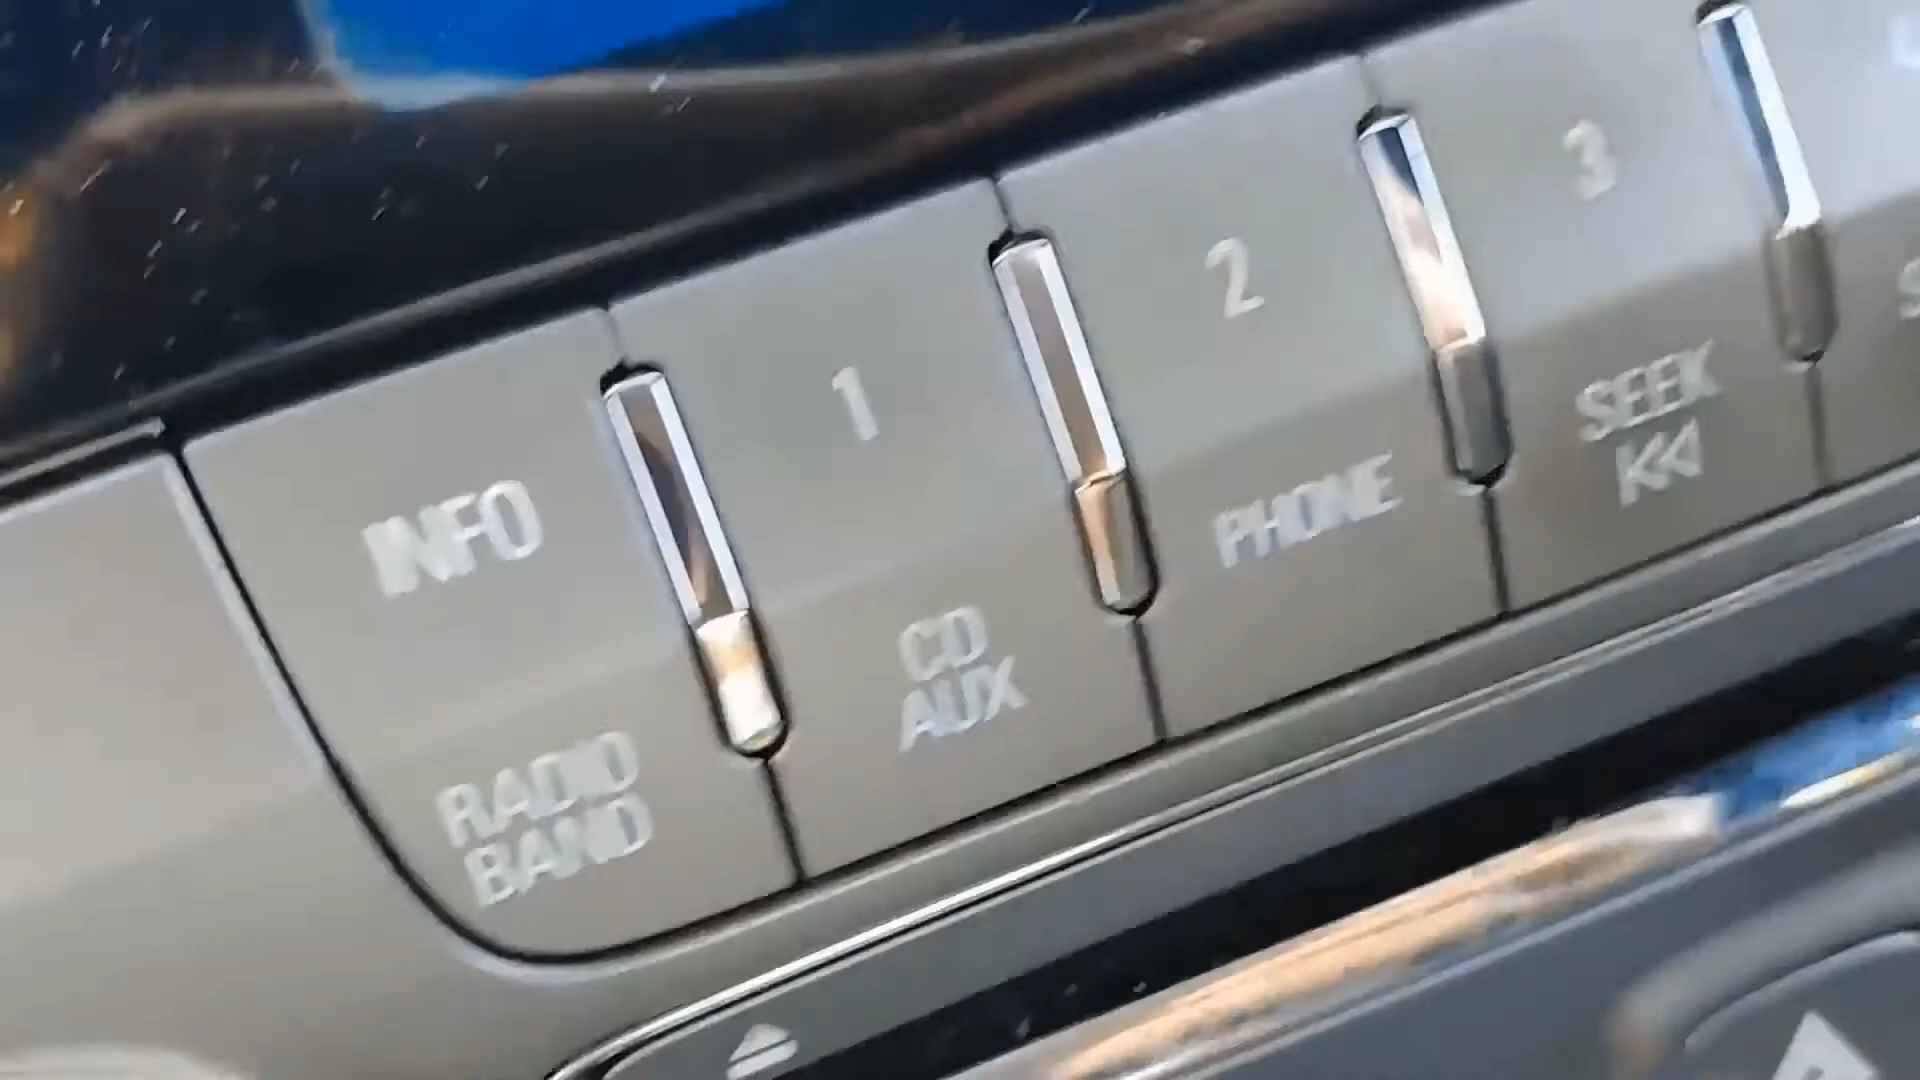 INFO
1
2
3
RADIO
BAND
CD
AUX
PHONE
SEEK